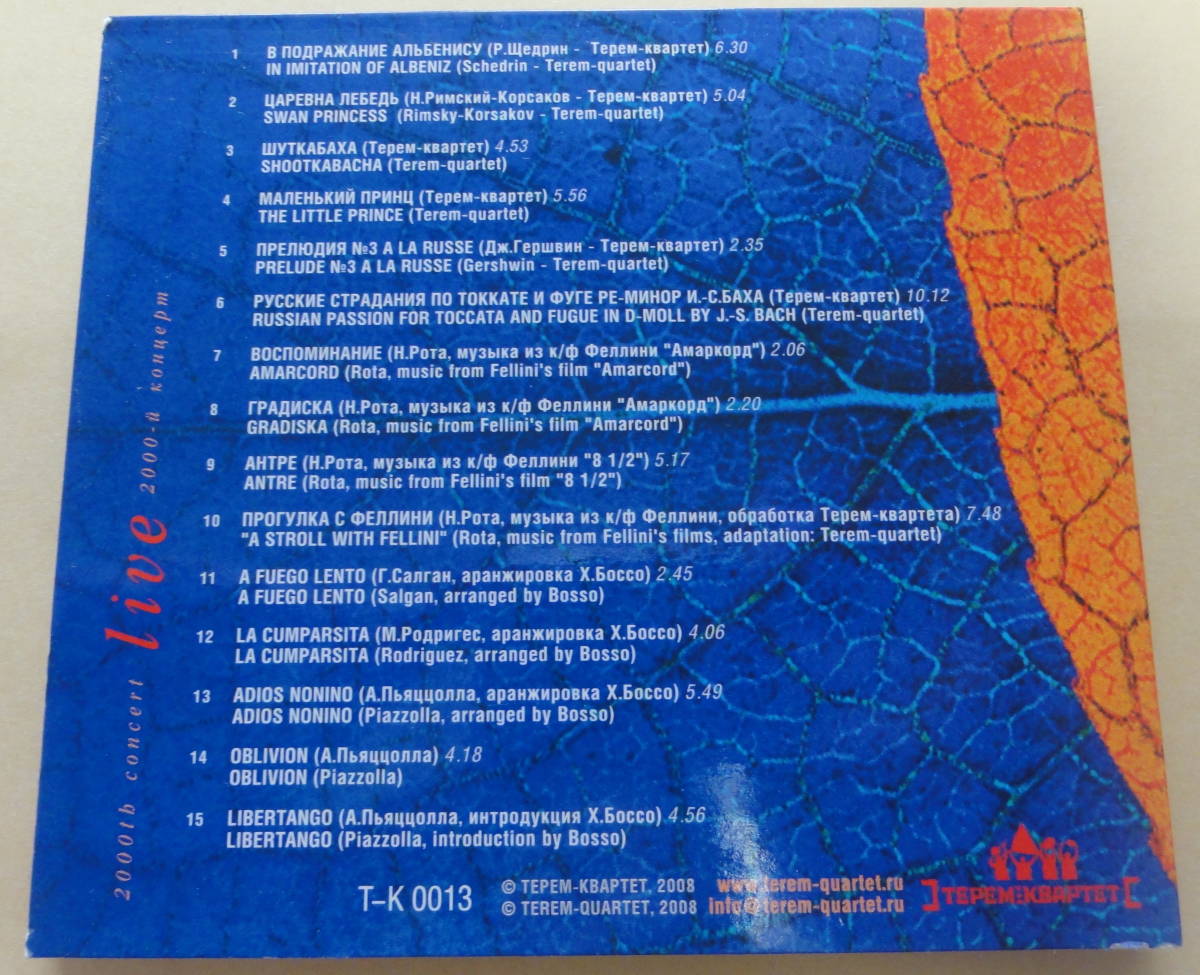 1 В ПОДРАЖАНИЕ АЛЬБЕНИСУ (Р.Щедрин - Терем-квартет) 6.30
IN IMITATION OF ALBENIZ (Schedrin - Terem-quartet)
2 ЦАРЕВНА ЛЕБЕДЬ (Н.Римский-Корсаков - Терем-квартет) 5.04
SWAN PRINCESS (Rimsky-Korsakov - Terem-quartet)
3 ШУТКАБАХА (Терем-квартет) 4.53
SHOOTKABACHA (Terem-quartet)
4 МАЛЕНЬКИЙ ПРИНЦ (Терем-квартет) 5.56
THE LITTLE PRINCE (Terem-quartet)
5 ПРЕЛЮДИЯ №3 A LA RUSSE (Дж.Гершвин - Терем-квартет) 2.35
PRELUDE №3 A LA RUSSE (Gershwin - Terem-quartet)
6 РУССКИЕ СТРАДАНИЯ ПО ТОККАТЕ И ФУГЕ РЕ-МИНОР И.-С.БАХА (Терем-квартет) 10.12
RUSSIAN PASSION FOR TOCCATA AND FUGUE IN D-MOLL BY J.-S. BACH (Terem-quartet)
7 ВОСПОМИНАНИЕ (Н.Рота, музыка из к/ф Феллини "Амаркорд") 2.06
AMARCORD (Rota, music from Fellini's film "Amarcord")
8 ГРАДИСКА (Н.Рота, музыка из к/ф Феллини "Амаркорд") 2.20
GRADISKA (Rota, music from Fellini's film "Amarcord")
9 АНТРЕ (Н.Рота, музыка из к/ф Феллини "8 1/2") 5.17
ANTRE (Rota, music from Fellini's film "8 1/2")
10 ПРОГУЛКА С ФЕЛЛИНИ (Н.Рота, музыка из к/ф Феллини, обработка Терем-квартета) 7.48
"A STROLL WITH FELLINI" (Rota, music from Fellini's films, adaptation: Terem-quartet)
11 A FUEGO LENTO (Г.Салган, аранжировка Х.Боссо) 2.45
A FUEGO LENTO (Salgan, arranged by Bosso)
12 LA CUMPARSITA (М.Родригес, аранжировка Х.Боссо) 4.06
LA CUMPARSITA (Rodriguez, arranged by Bosso)
13 ADIOS NONINO (А.Пьяццолла, аранжировка Х.Боссо) 5.49
ADIOS NONINO (Piazzolla, arranged by Bosso)
14 OBLIVION (А.Пьяццолла) 4.18
OBLIVION (Piazzolla)
15 LIBERTANGO (А.Пьяццолла, интродукция Х.Боссо) 4.56
LIBERTANGO (Piazzolla, introduction by Bosso)
2000th concert live 2000-й концерт
T-K 0013
© ТЕРЕМ-КВАРТЕТ, 2008 www.terem-quartet.ru
© TEREM-QUARTET, 2008 info@terem-quartet.ru
ТЕРЕМ-КВАРТЕТ